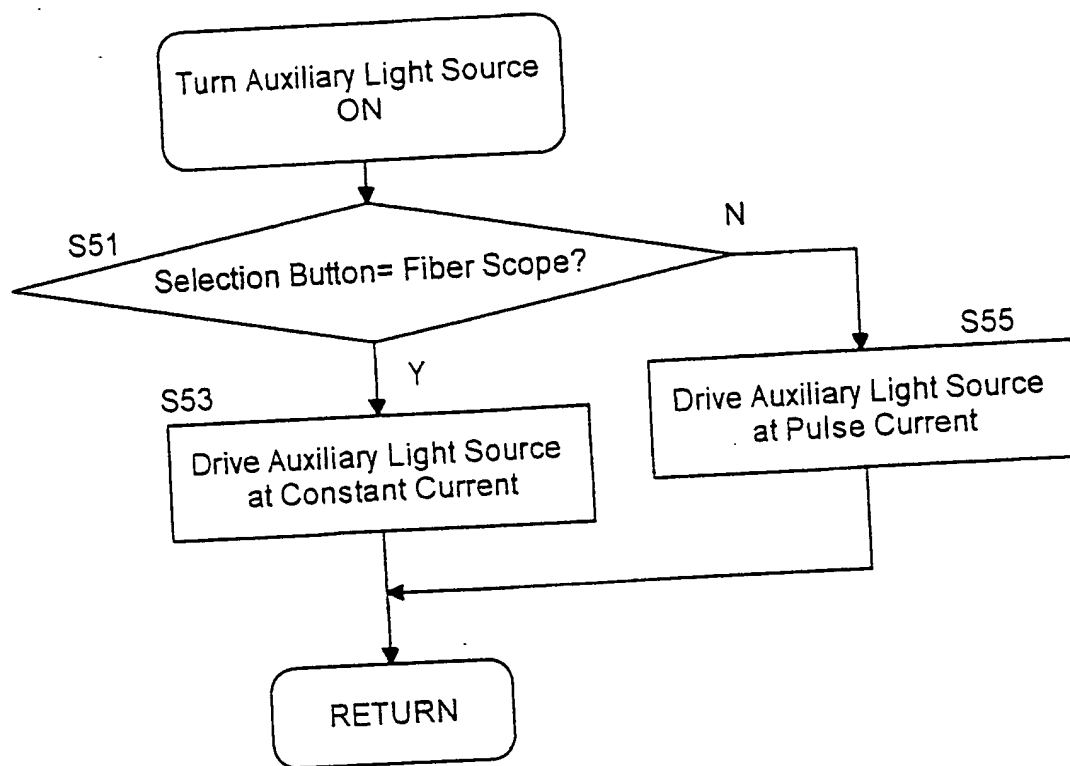 Turn Auxiliary Light Source
ON
S51
N
Selection Button= Fiber Scope?
Y
S53
Drive Auxiliary Light Source
at Constant Current
S55
Drive Auxiliary Light Source
at Pulse Current
RETURN